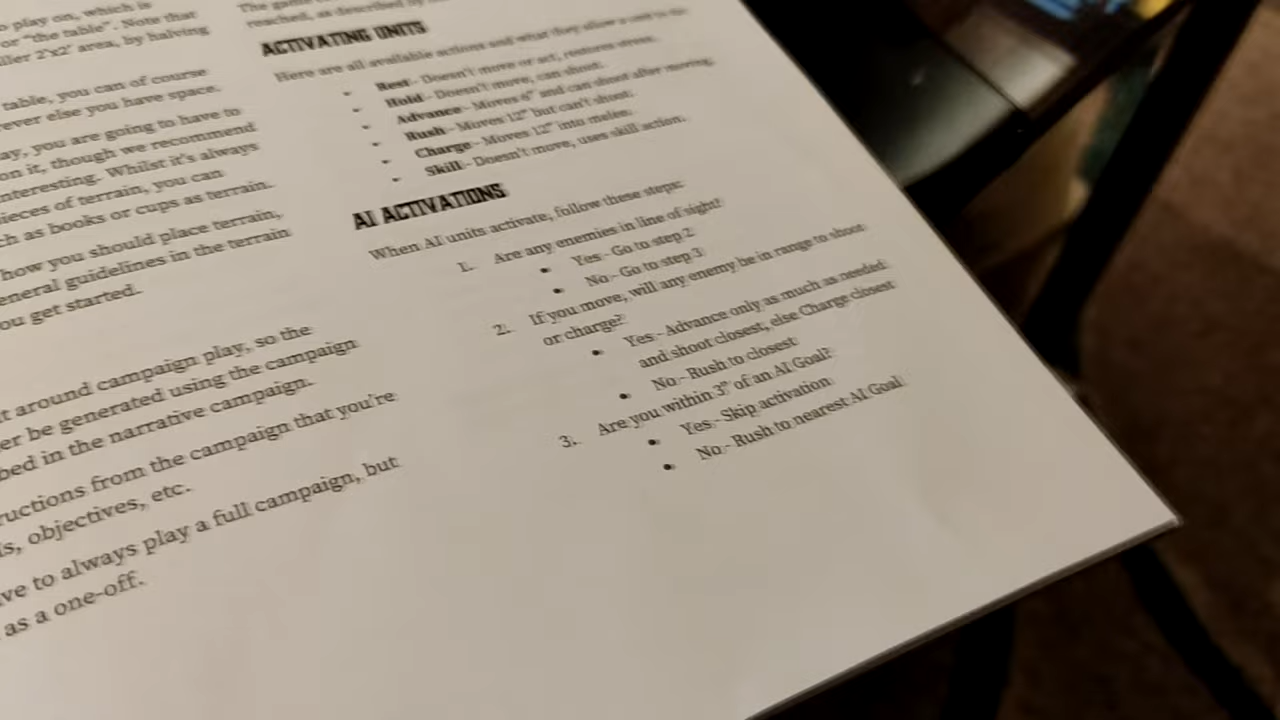 o play on, which is
or "the table". Note that
ller 2'x2' area, by halving
table, you can of course
rever else you have space.
ay, you are going to have to
on it, though we recommend
nteresting. Whilst it's always
pieces of terrain, you can
ch as books or cups as terrain.
how you should place terrain,
eneral guidelines in the terrain
ou get started.
t around campaign play, so the
er be generated using the campaign
bed in the narrative campaign.
ructions from the campaign that you're
ls, objectives, etc.
ve to always play a full campaign, but
as a one-off.
The game
reached, as described
ACTIVATING UNITS
Here are all available actions and what they allow a unit to do:
• Rest - Doesn't move or act, restores stress.
• Hold - Doesn't move, can shoot.
• Advance - Moves 6" and can shoot after moving.
• Rush - Moves 12" but can't shoot.
• Charge - Moves 12" into melee.
• Skill - Doesn't move, uses skill action.
AI ACTIVATIONS
When AI units activate, follow these steps:
1. Are any enemies in line of sight?
• Yes - Go to step 2
• No - Go to step 3
2. If you move, will any enemy be in range to shoot
or charge?
• Yes - Advance only as much as needed
and shoot closest, else Charge closest
• No - Rush to closest
3. Are you within 3" of an AI Goal?
• Yes - Skip activation
• No - Rush to nearest AI Goal